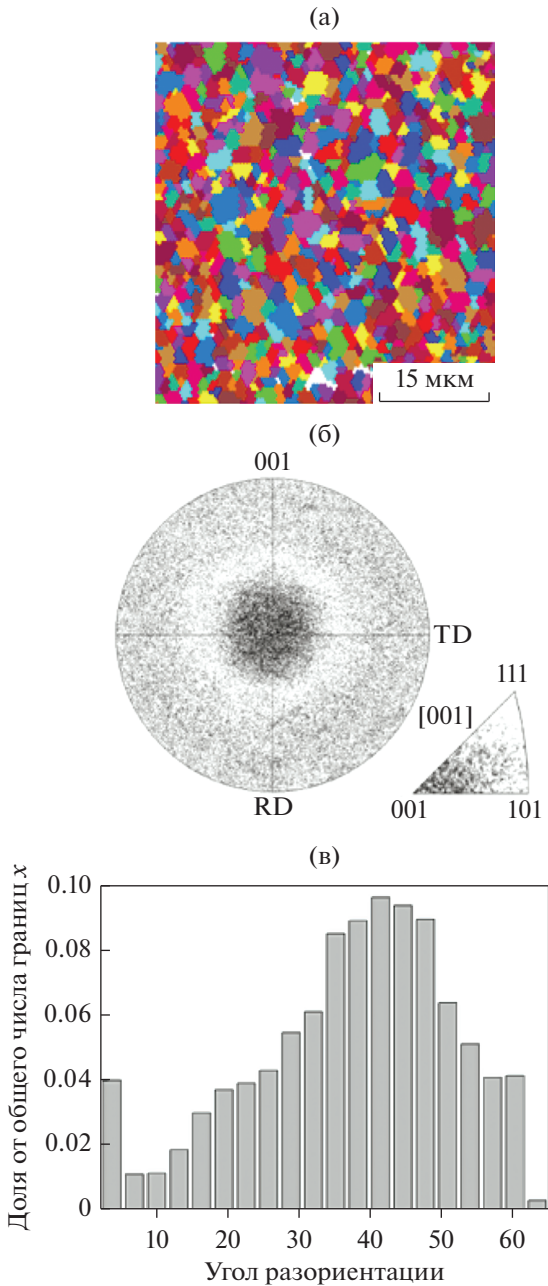 (а)
15 мкм
(б)
001
TD
111
[001]
001
101
RD
(в)
0.10
0.08
0.06
0.04
0.02
0
Доля от общего числа границ x
10
20
30
40
50
60
Угол разориентации